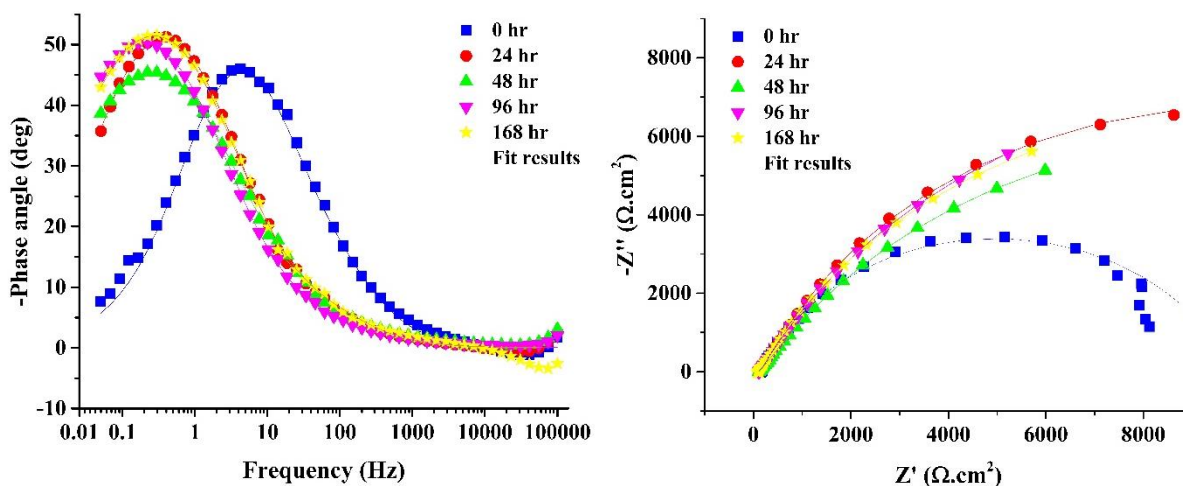 -Phase angle (deg)
50
40
30
20
10
0
-10
0 hr
24 hr
48 hr
96 hr
168 hr
Fit results
0.01 0.1 1 10 100 1000 10000 100000
Frequency (Hz)
-Z'' (Ω.cm²)
8000
6000
4000
2000
0
0 hr
24 hr
48 hr
96 hr
168 hr
Fit results
0 2000 4000 6000 8000
Z' (Ω.cm²)